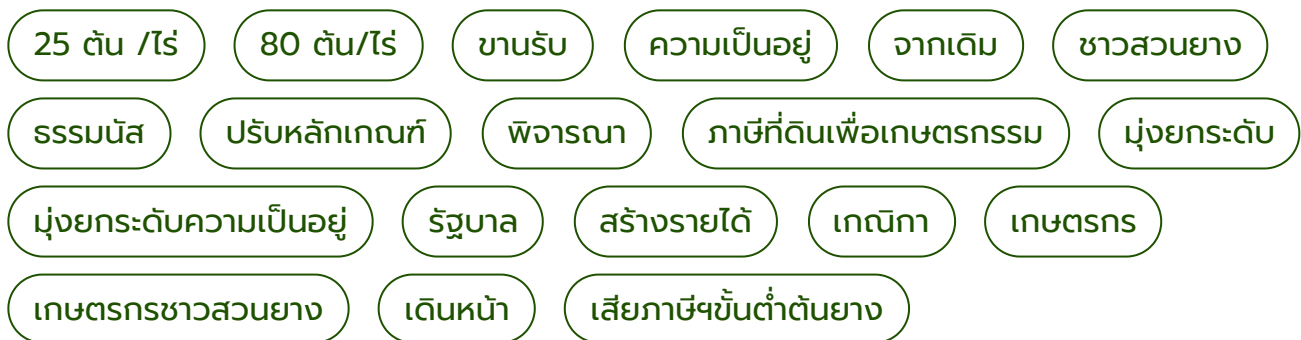 25 ต้น /ไร่ 80 ต้น/ไร่ ขานรับ ความเป็นอยู่ จากเดิม ชาวสวนยาง
ธรรมนัส ปรับหลักเกณฑ์ พิจารณา ภาษีที่ดินเพื่อเกษตรกรรม มุ่งยกระดับ
มุ่งยกระดับความเป็นอยู่ รัฐบาล สร้างรายได้ เกณิกา เกษตรกร
เกษตรกรชาวสวนยาง เดินหน้า เสียภาษีฯขั้นต่ำต้นยาง